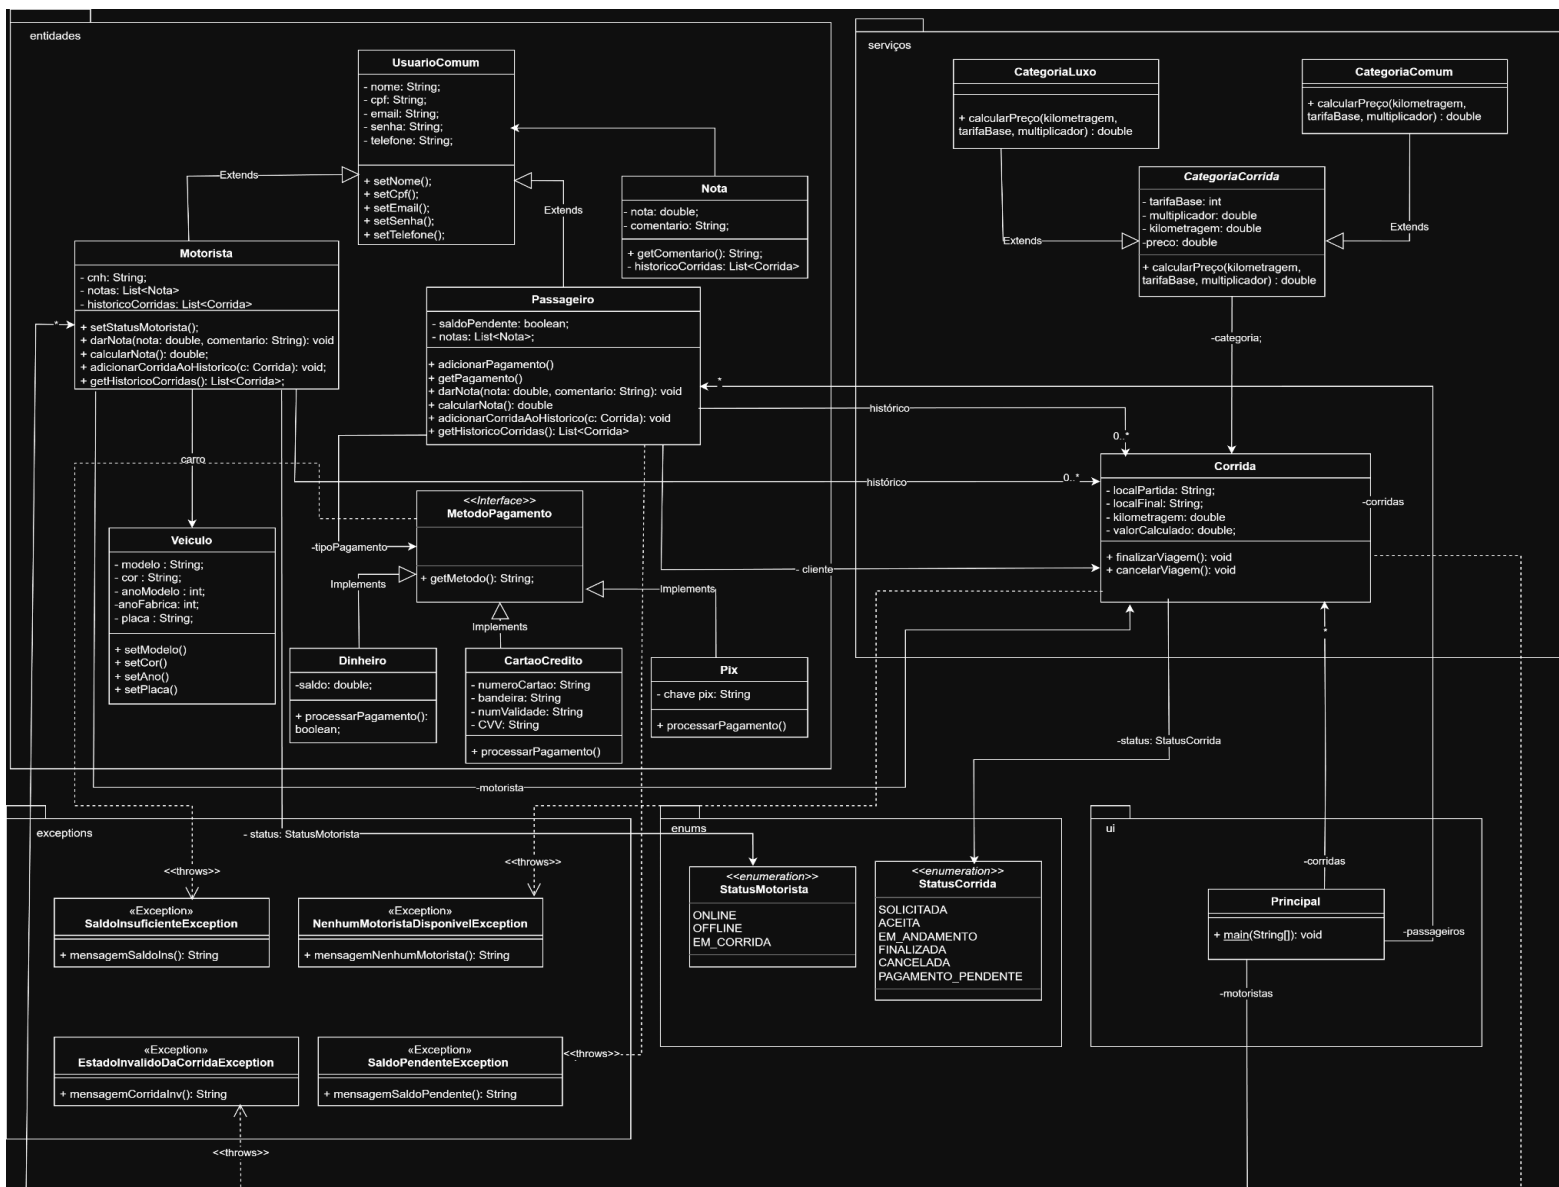 entidades
UsuarioComum
- nome: String;
- cpf: String;
- email: String;
- senha: String;
- telefone: String;
+ setNome();
+ setCpf();
+ setEmail();
+ setSenha();
+ setTelefone();
Extends
Extends
Nota
- nota: double;
- comentario: String;
+ getComentario(): String;
- historicoCorridas: List<Corrida>
Motorista
- cnh: String;
- notas: List<Nota>
- historicoCorridas: List<Corrida>
+ setStatusMotorista();
+ darNota(nota: double, comentario: String): void
+ calcularNota(): double;
+ adicionarCorridaAoHistorico(c: Corrida): void;
+ getHistoricoCorridas(): List<Corrida>;
*
Passageiro
- saldoPendente: boolean;
- notas: List<Nota>;
+ adicionarPagamento()
+ getPagamento()
+ darNota(nota: double, comentario: String): void
+ calcularNota(): double
+ adicionarCorridaAoHistorico(c: Corrida): void
+ getHistoricoCorridas(): List<Corrida>
*
carro
Veiculo
- modelo : String;
- cor : String;
- anoModelo : int;
-anoFabrica: int;
- placa : String;
+ setModelo()
+ setCor()
+ setAno()
+ setPlaca()
<<Interface>>
MetodoPagamento
+ getMetodo(): String;
-tipoPagamento
Implements
Implements
Implements
Dinheiro
-saldo: double;
+ processarPagamento():
boolean;
CartaoCredito
- numeroCartao: String
- bandeira: String
- numValidade: String
- CVV: String
+ processarPagamento()
Pix
- chave pix: String
+ processarPagamento()
serviços
CategoriaLuxo
+ calcularPreço(kilometragem,
tarifaBase, multiplicador) : double
CategoriaComum
+ calcularPreço(kilometragem,
tarifaBase, multiplicador) : double
CategoriaCorrida
- tarifaBase: int
- multiplicador: double
- kilometragem: double
-preco: double
+ calcularPreço(kilometragem,
tarifaBase, multiplicador) : double
Extends
Extends
-categoria;
histórico
0..*
histórico
0..*
Corrida
- localPartida: String;
- localFinal: String;
- kilometragem: double
- valorCalculado: double;
+ finalizarViagem(): void
+ cancelarViagem(): void
-corridas
- cliente
*
-status: StatusCorrida
-motorista
exceptions
- status: StatusMotorista
<<throws>>
<<throws>>
«Exception»
SaldoInsuficienteException
+ mensagemSaldoIns(): String
«Exception»
NenhumMotoristaDisponivelException
+ mensagemNenhumMotorista(): String
«Exception»
EstadoInvalidoDaCorridaException
+ mensagemCorridaInv(): String
«Exception»
SaldoPendenteException
+ mensagemSaldoPendente(): String
<<throws>>
<<throws>>
enums
<<enumeration>>
StatusMotorista
ONLINE
OFFLINE
EM_CORRIDA
<<enumeration>>
StatusCorrida
SOLICITADA
ACEITA
EM_ANDAMENTO
FINALIZADA
CANCELADA
PAGAMENTO_PENDENTE
ui
-corridas
Principal
+ main(String[]): void
-passageiros
-motoristas